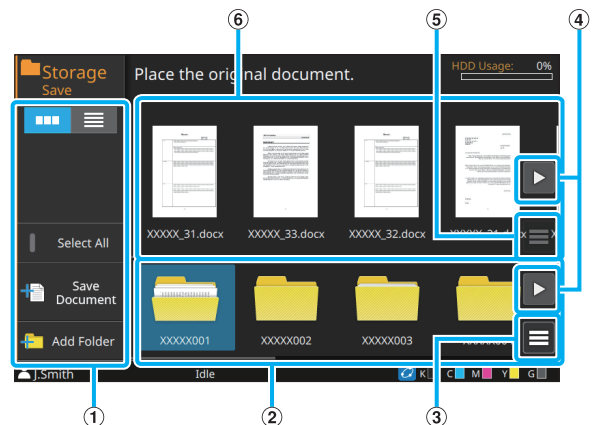 ⑥ ⑤ ④
Storage
Save
Place the original document.
HDD Usage: 0%
XXXXX_31.docx XXXXX_33.docx XXXXX_32.docx
Select All
Save
Document
Add Folder
XXXXX001 XXXXX002 XXXXX003
J.Smith Idle K C M Y G
① ② ③